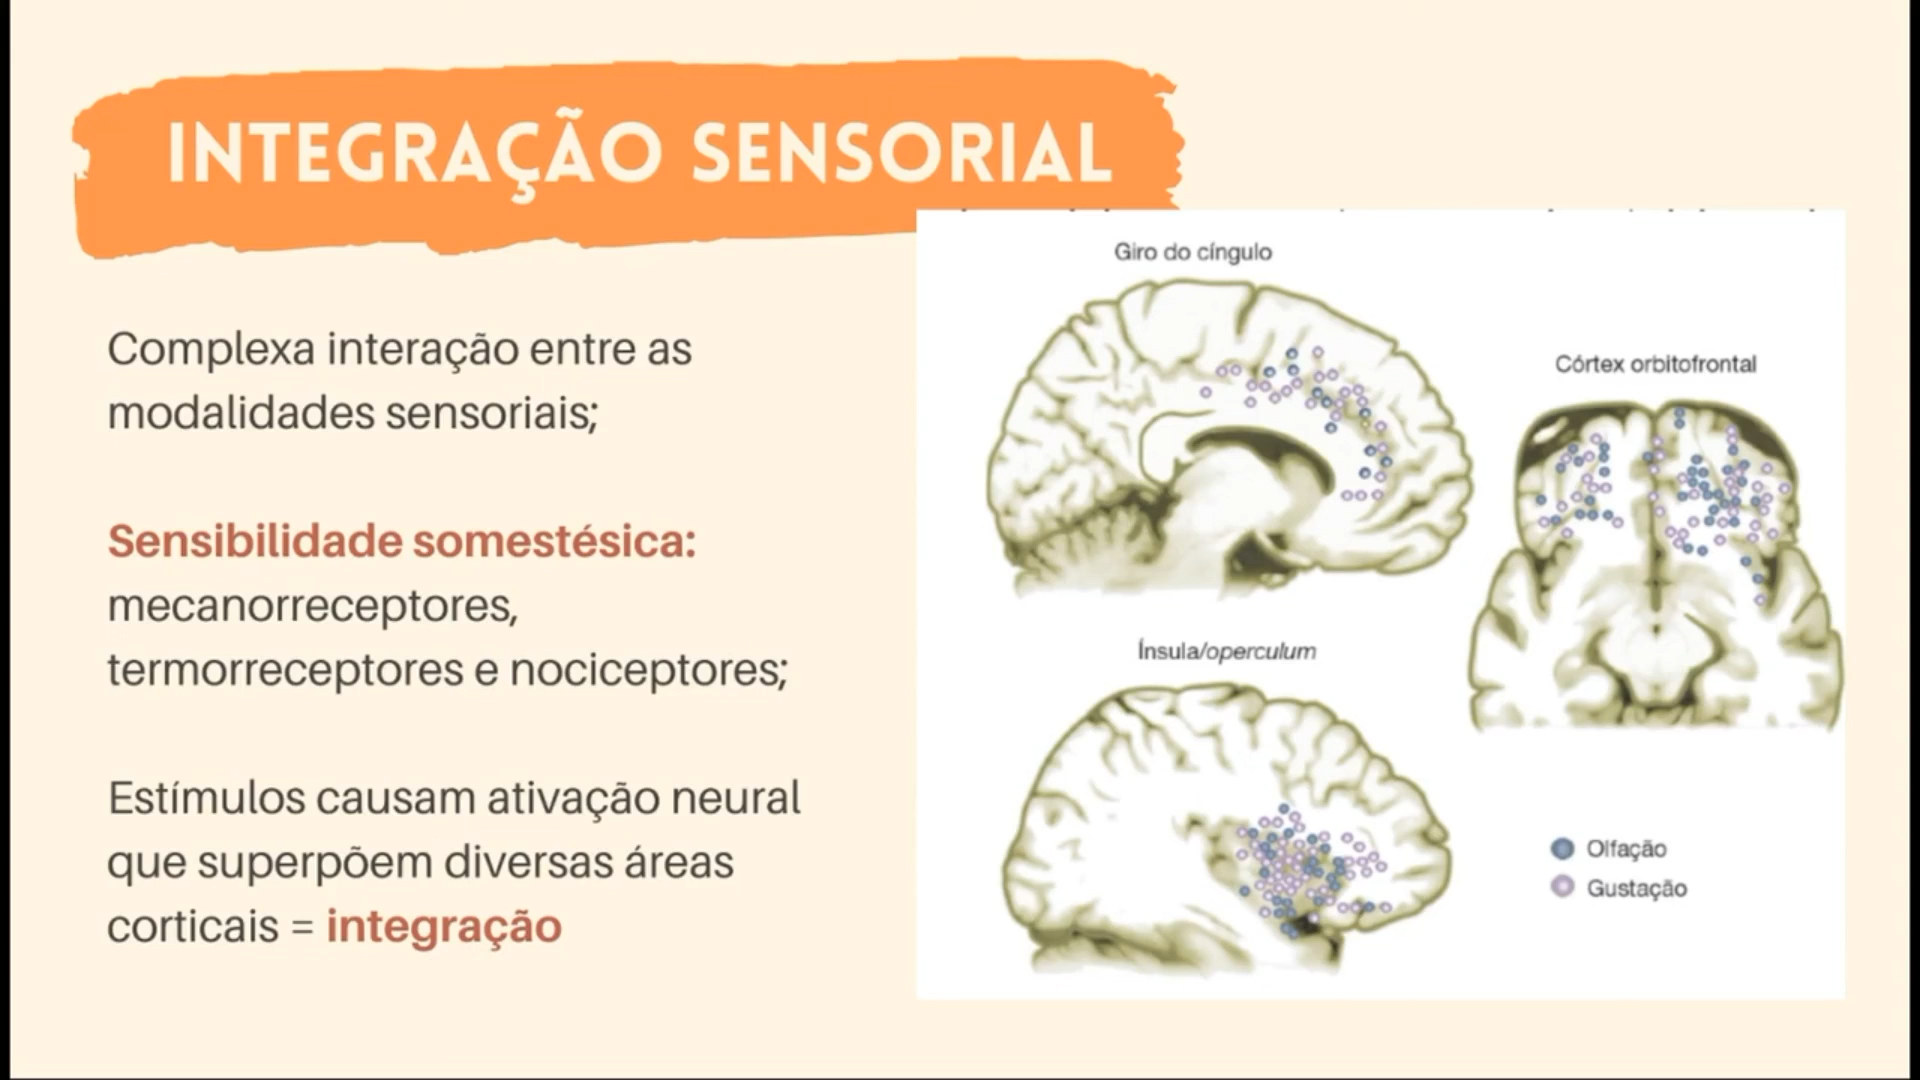 INTEGRAÇÃO SENSORIAL
Complexa interação entre as
modalidades sensoriais;
Sensibilidade somestésica:
mecanorreceptores,
termorreceptores e nociceptores;
Estímulos causam ativação neural
que superpõem diversas áreas
corticais = integração
Giro do cíngulo
Córtex orbitofrontal
Ínsula/operculum
Olfação
Gustação